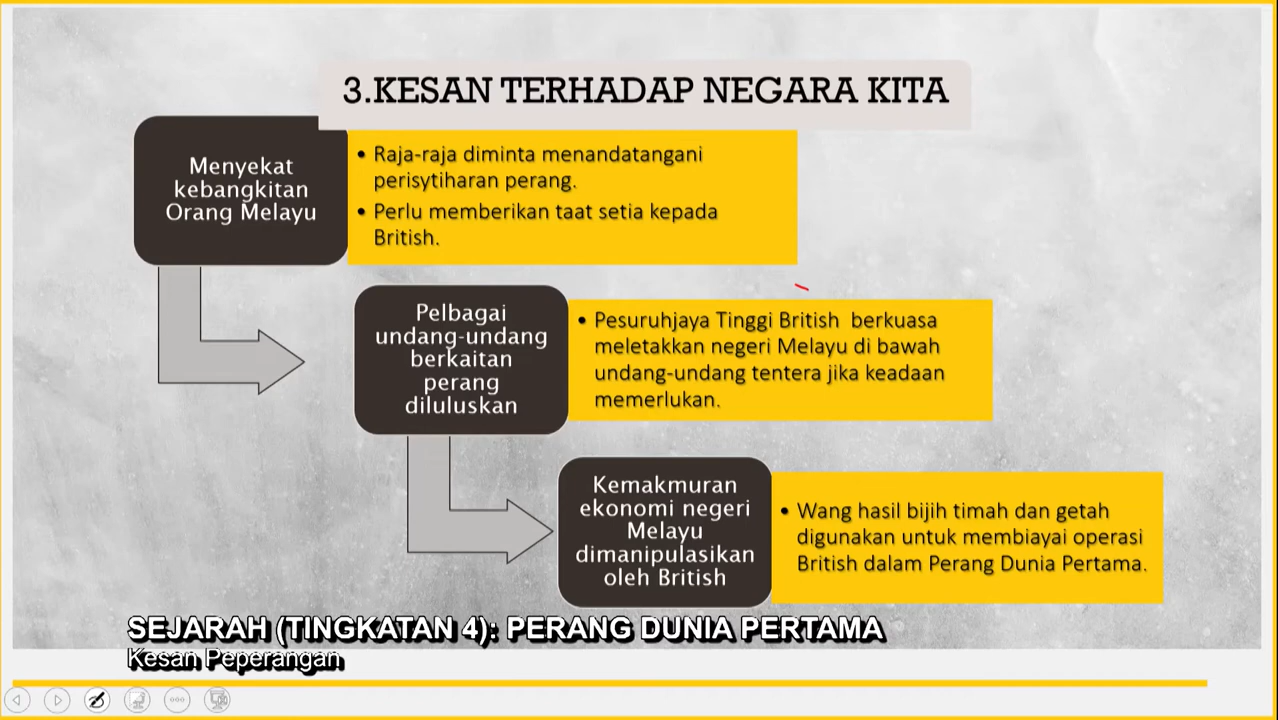 3.KESAN TERHADAP NEGARA KITA
Menyekat
kebangkitan
Orang Melayu
• Raja-raja diminta menandatangani
perisytiharan perang.
• Perlu memberikan taat setia kepada
British.
Pelbagai
undang-undang
berkaitan
perang
diluluskan
• Pesuruhjaya Tinggi British berkuasa
meletakkan negeri Melayu di bawah
undang-undang tentera jika keadaan
memerlukan.
Kemakmuran
ekonomi negeri
Melayu
dimanipulasikan
oleh British
• Wang hasil bijih timah dan getah
digunakan untuk membiayai operasi
British dalam Perang Dunia Pertama.
SEJARAH (TINGKATAN 4): PERANG DUNIA PERTAMA
Kesan Peperangan